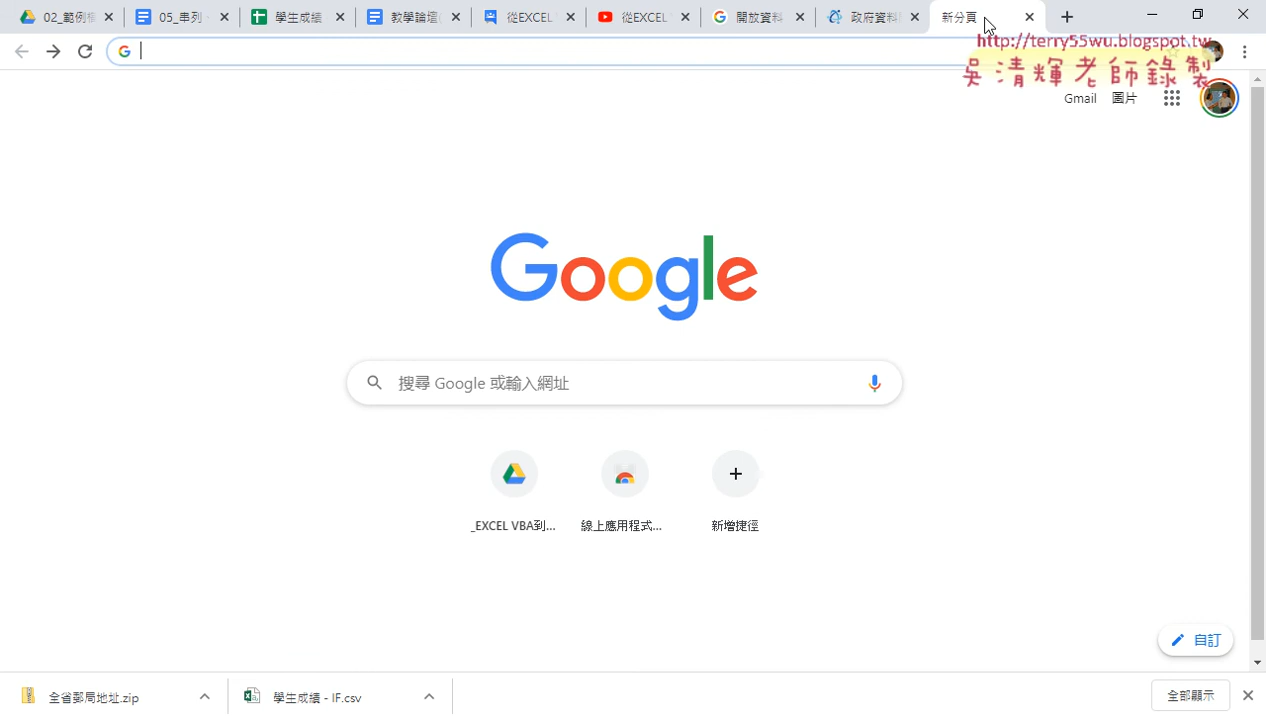 02_範例檔
05_串列
學生成績
教學論壇(
從EXCEL
從EXCEL
開放資料
政府資料
新分頁
http://terry55wu.blogspot.tw
吳清輝老師錄製
Gmail
圖片
Google
搜尋 Google 或輸入網址
_EXCEL VBA到...
線上應用程式...
新增捷徑
自訂
全省郵局地址.zip
學生成績 - IF.csv
全部顯示